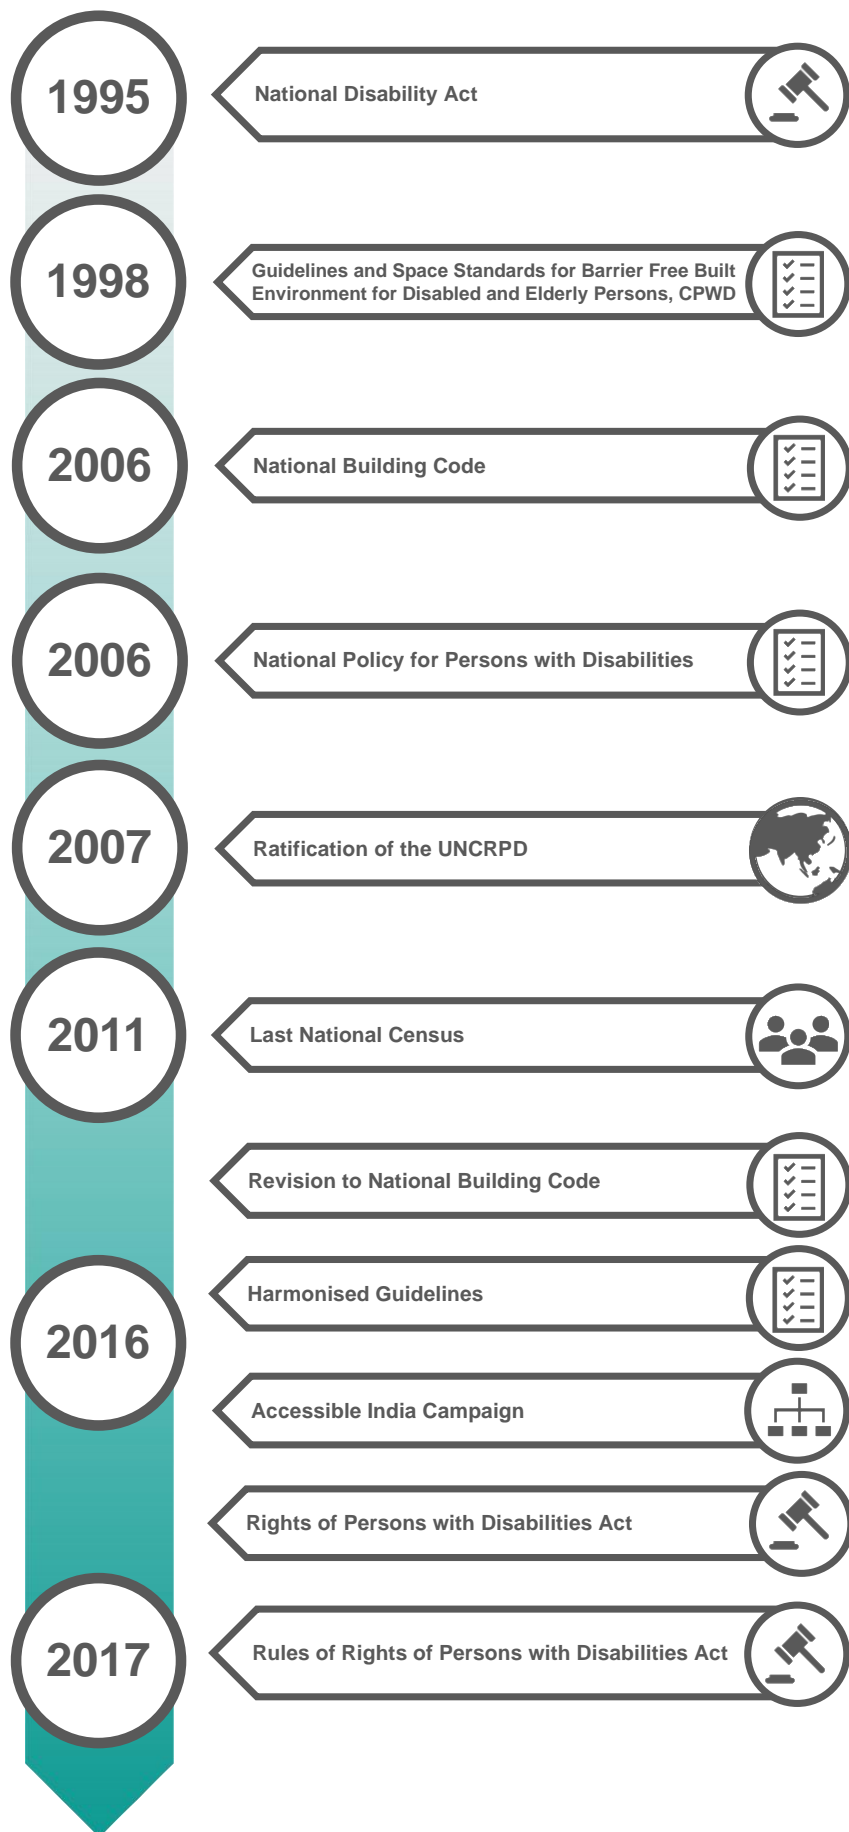 1995
National Disability Act
1998
Guidelines and Space Standards for Barrier Free Built
Environment for Disabled and Elderly Persons, CPWD
2006
National Building Code
2006
National Policy for Persons with Disabilities
2007
Ratification of the UNCRPD
2011
Last National Census
2016
Revision to National Building Code
Harmonised Guidelines
Accessible India Campaign
Rights of Persons with Disabilities Act
2017
Rules of Rights of Persons with Disabilities Act